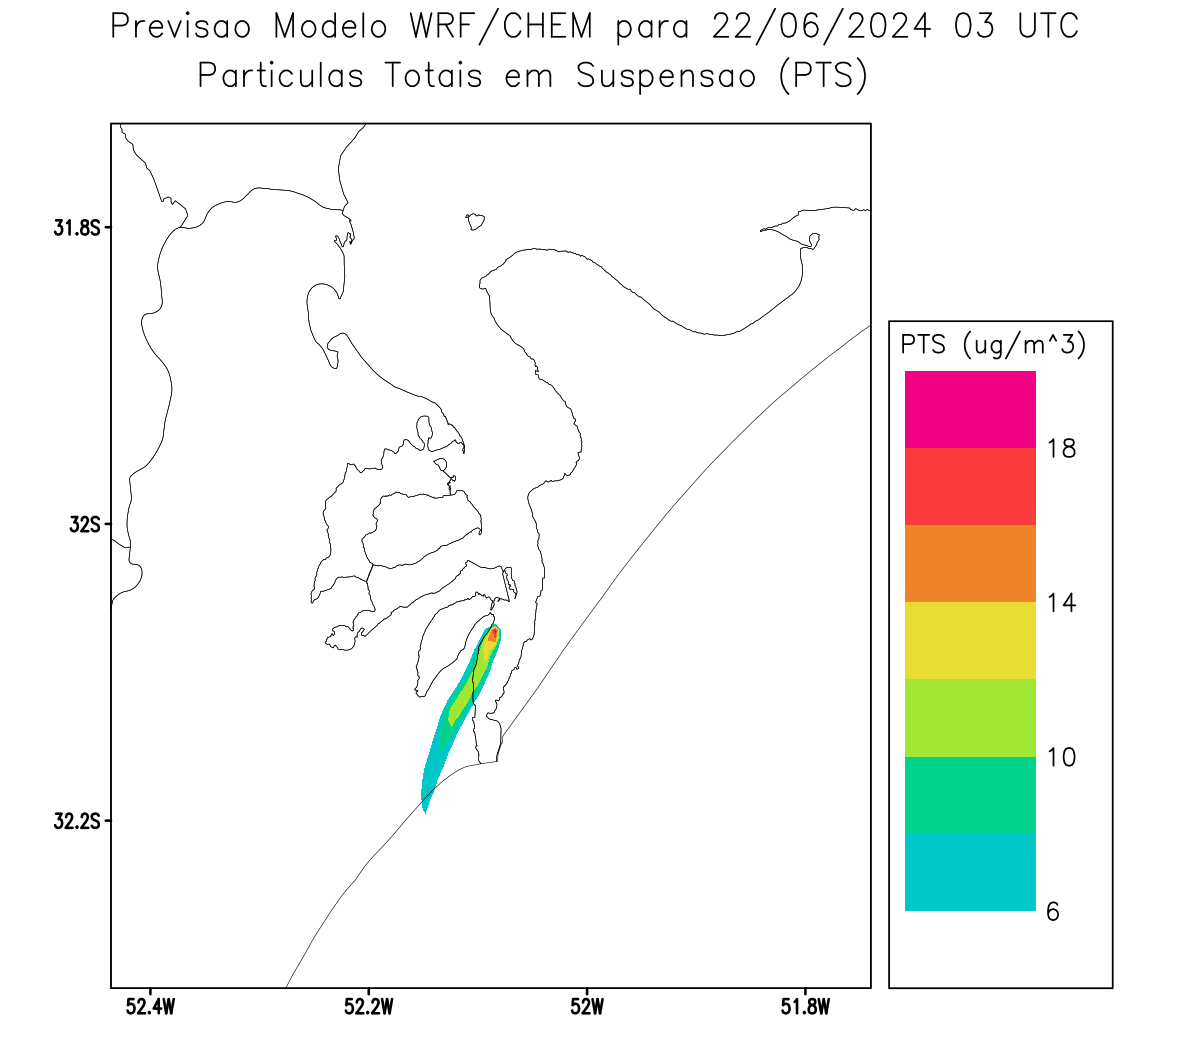 Previsao Modelo WRF/CHEM para 22/06/2024 03 UTC
Particulas Totais em Suspensao (PTS)
31.8S
32S
32.2S
52.4W
52.2W
52W
51.8W
PTS (ug/m^3)
18
14
10
6